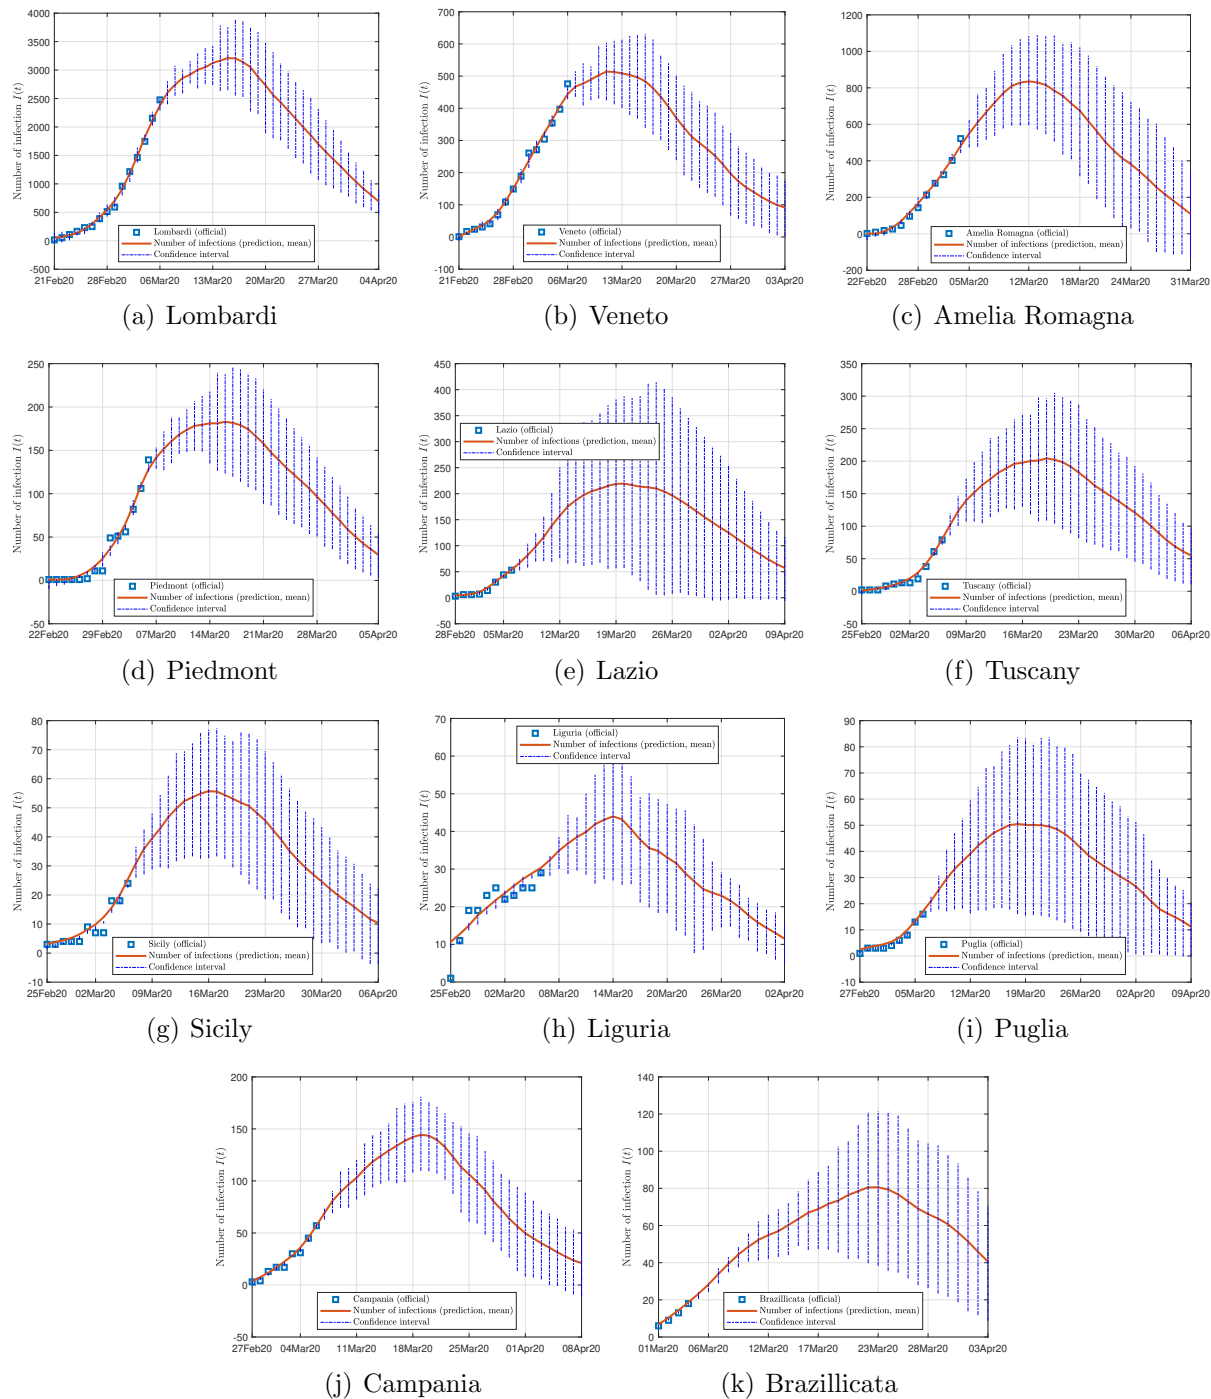 4000
3500
3000
2500
2000
1500
1000
500
0
-500
Number of infection I(t)
Lombardi (official)
Number of infections (prediction, mean)
Confidence interval
21Feb20 28Feb20 06Mar20 13Mar20 20Mar20 27Mar20 04Apr20
(a) Lombardi
700
600
500
400
300
200
100
0
-100
Number of infection I(t)
Veneto (official)
Number of infections (prediction, mean)
Confidence interval
21Feb20 28Feb20 06Mar20 13Mar20 20Mar20 27Mar20 03Apr20
(b) Veneto
1200
1000
800
600
400
200
0
-200
Number of infection I(t)
Amelia Romagna (official)
Number of infections (prediction, mean)
Confidence interval
22Feb20 28Feb20 05Mar20 12Mar20 18Mar20 24Mar20 31Mar20
(c) Amelia Romagna
250
200
150
100
50
0
-50
Number of infection I(t)
Piedmont (official)
Number of infections (prediction, mean)
Confidence interval
22Feb20 29Feb20 07Mar20 14Mar20 21Mar20 28Mar20 05Apr20
(d) Piedmont
450
400
350
300
250
200
150
100
50
0
-50
Number of infection I(t)
Lazio (official)
Number of infections (prediction, mean)
Confidence interval
28Feb20 05Mar20 12Mar20 19Mar20 26Mar20 02Apr20 09Apr20
(e) Lazio
350
300
250
200
150
100
50
0
-50
Number of infection I(t)
Tuscany (official)
Number of infections (prediction, mean)
Confidence interval
25Feb20 02Mar20 09Mar20 16Mar20 23Mar20 30Mar20 06Apr20
(f) Tuscany
80
70
60
50
40
30
20
10
0
-10
Number of infection I(t)
Sicily (official)
Number of infections (prediction, mean)
Confidence interval
25Feb20 02Mar20 09Mar20 16Mar20 23Mar20 30Mar20 06Apr20
(g) Sicily
70
60
50
40
30
20
10
0
Number of infection I(t)
Liguria (official)
Number of infections (prediction, mean)
Confidence interval
25Feb20 02Mar20 08Mar20 14Mar20 20Mar20 26Mar20 02Apr20
(h) Liguria
90
80
70
60
50
40
30
20
10
0
-10
Number of infection I(t)
Puglia (official)
Number of infections (prediction, mean)
Confidence interval
27Feb20 05Mar20 12Mar20 19Mar20 26Mar20 02Apr20 09Apr20
(i) Puglia
200
150
100
50
0
-50
Number of infection I(t)
Campania (official)
Number of infections (prediction, mean)
Confidence interval
27Feb20 04Mar20 11Mar20 18Mar20 25Mar20 01Apr20 08Apr20
(j) Campania
140
120
100
80
60
40
20
0
Number of infection I(t)
Brazillicata (official)
Number of infections (prediction, mean)
Confidence interval
01Mar20 06Mar20 12Mar20 17Mar20 23Mar20 28Mar20 03Apr20
(k) Brazillicata